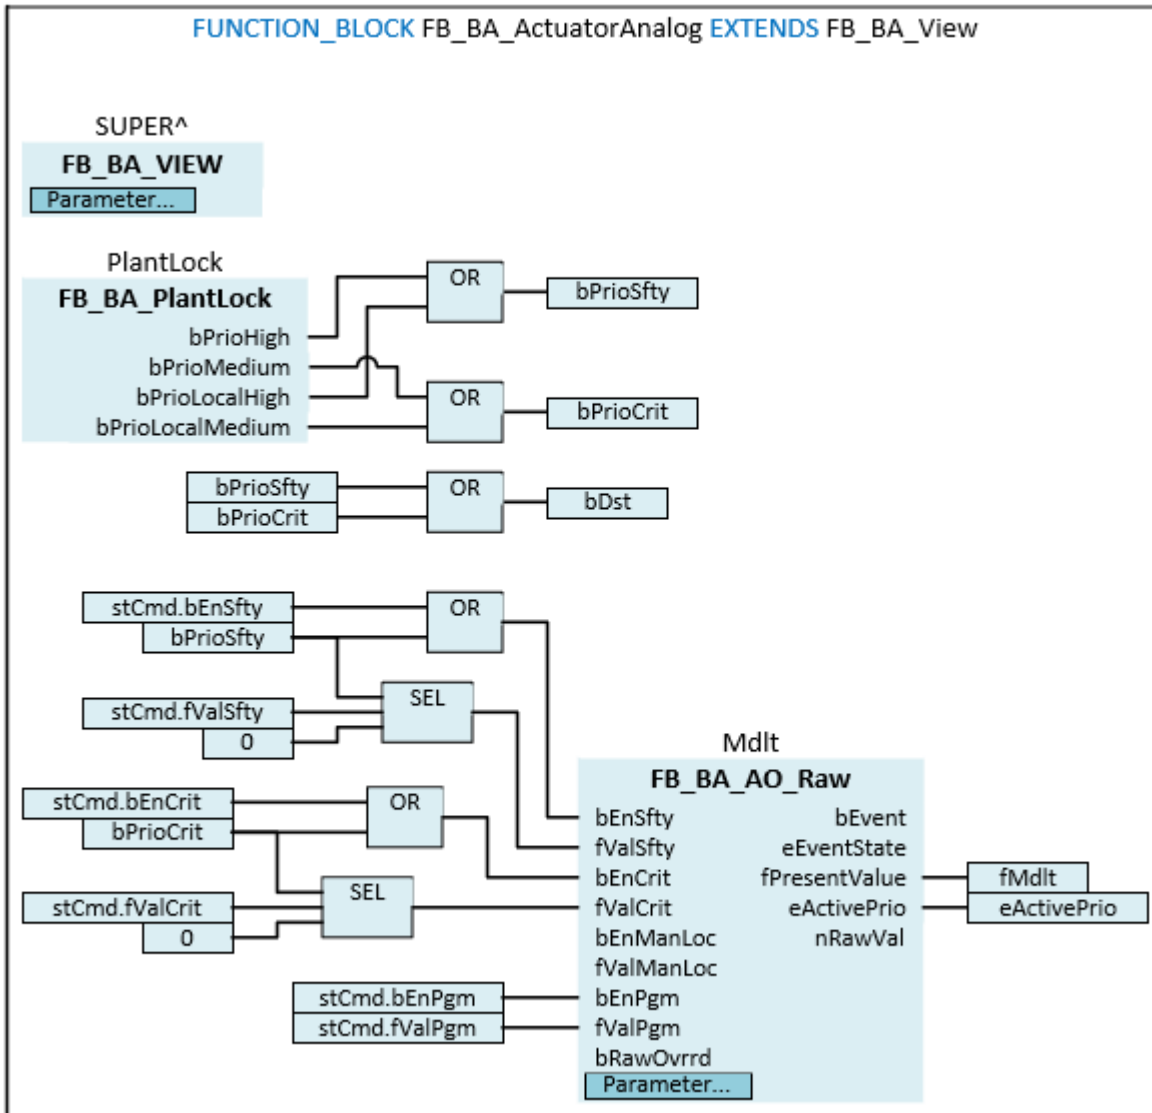 FUNCTION_BLOCK FB_BA_ActuatorAnalog EXTENDS FB_BA_View
SUPER^
FB_BA_VIEW
Parameter...
PlantLock
FB_BA_PlantLock
bPrioHigh
bPrioMedium
bPrioLocalHigh
bPrioLocalMedium
OR
bPrioSfty
OR
bPrioCrit
bPrioSfty
bPrioCrit
OR
bDst
stCmd.bEnSfty
bPrioSfty
OR
stCmd.fValSfty
0
SEL
stCmd.bEnCrit
bPrioCrit
OR
stCmd.fValCrit
0
SEL
stCmd.bEnPgm
stCmd.fValPgm
Mdlt
FB_BA_AO_Raw
bEnSfty bEvent
fValSfty eEventState
bEnCrit fPresentValue
fValCrit eActivePrio
bEnManLoc nRawVal
fValManLoc
bEnPgm
fValPgm
bRawOvrrd
Parameter...
fMdlt
eActivePrio